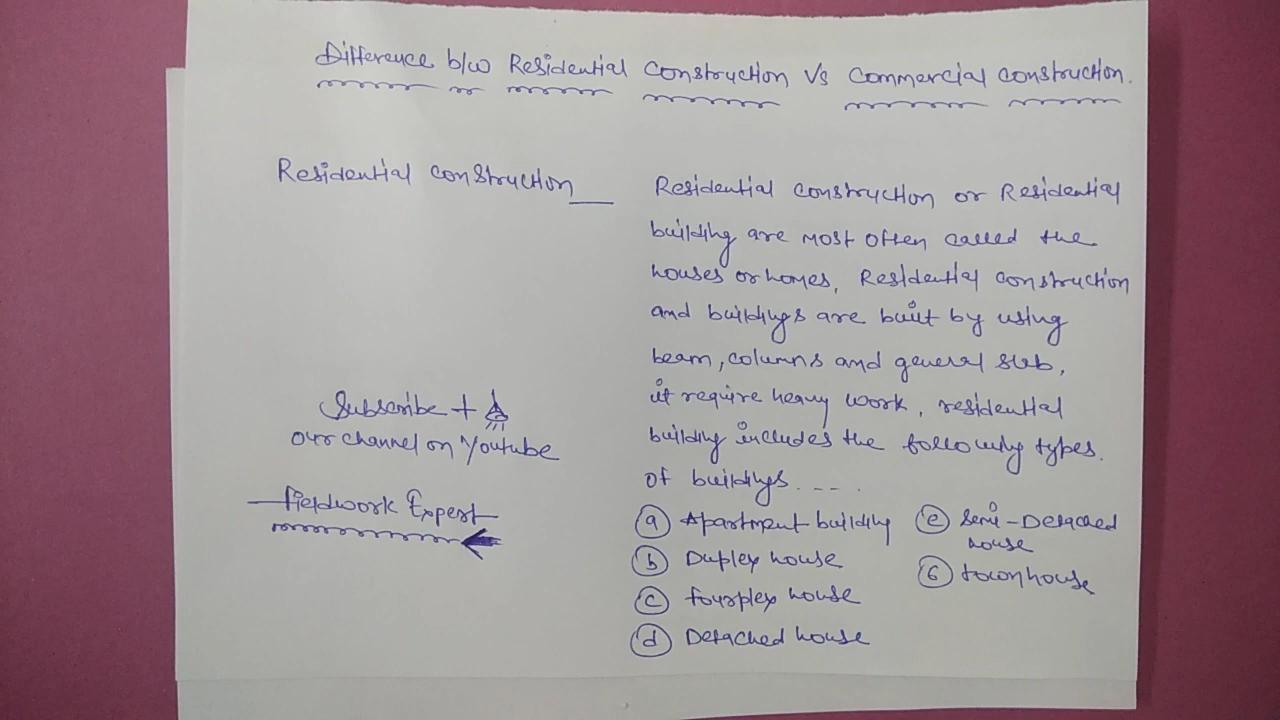 Difference b/w Residential Construction Vs Commercial construction.
Residential construction __
Residential construction or Residential
building are most often called the
houses or homes, Residential construction
and buildings are built by using
beam, columns and general slab,
it require heavy work, residential
building includes the following types.
of buildings....
(a) Apartment building
(b) Duplex house
(c) fourplex house
(d) Detached house
(e) Semi-Detached
house
(6) townhouse
Subscribe +
our channel on Youtube
fieldwork Expert